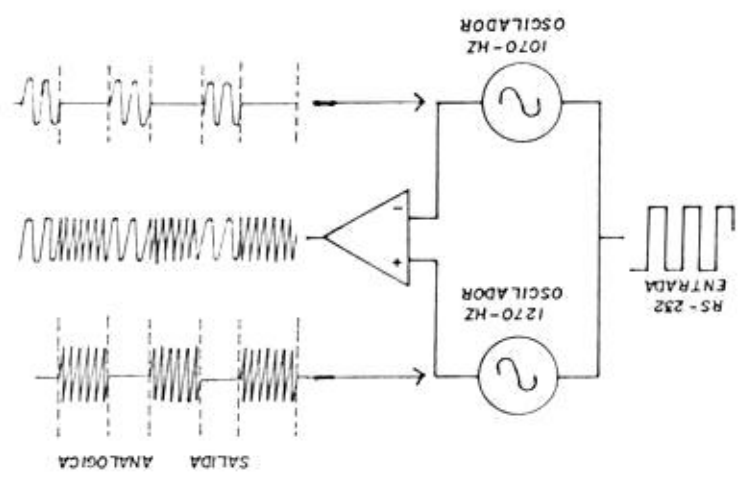 SALIDA ANALOGICA
1270-HZ
OSCILADOR
RS-232
ENTRADA
+
-
1070-HZ
OSCILADOR